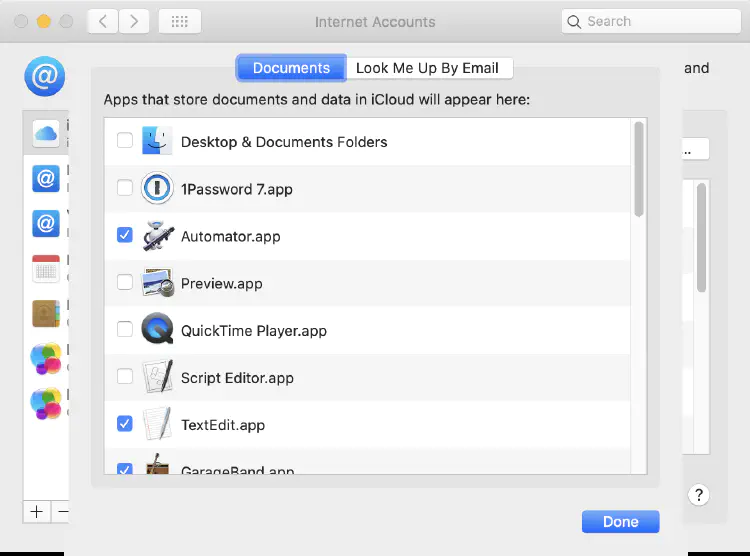 Internet Accounts
Search
and
Documents
Look Me Up By Email
Apps that store documents and data in iCloud will appear here:
Desktop & Documents Folders
1Password 7.app
Automator.app
Preview.app
QuickTime Player.app
Script Editor.app
TextEdit.app
GarageBand.app
...
+
−
?
Done